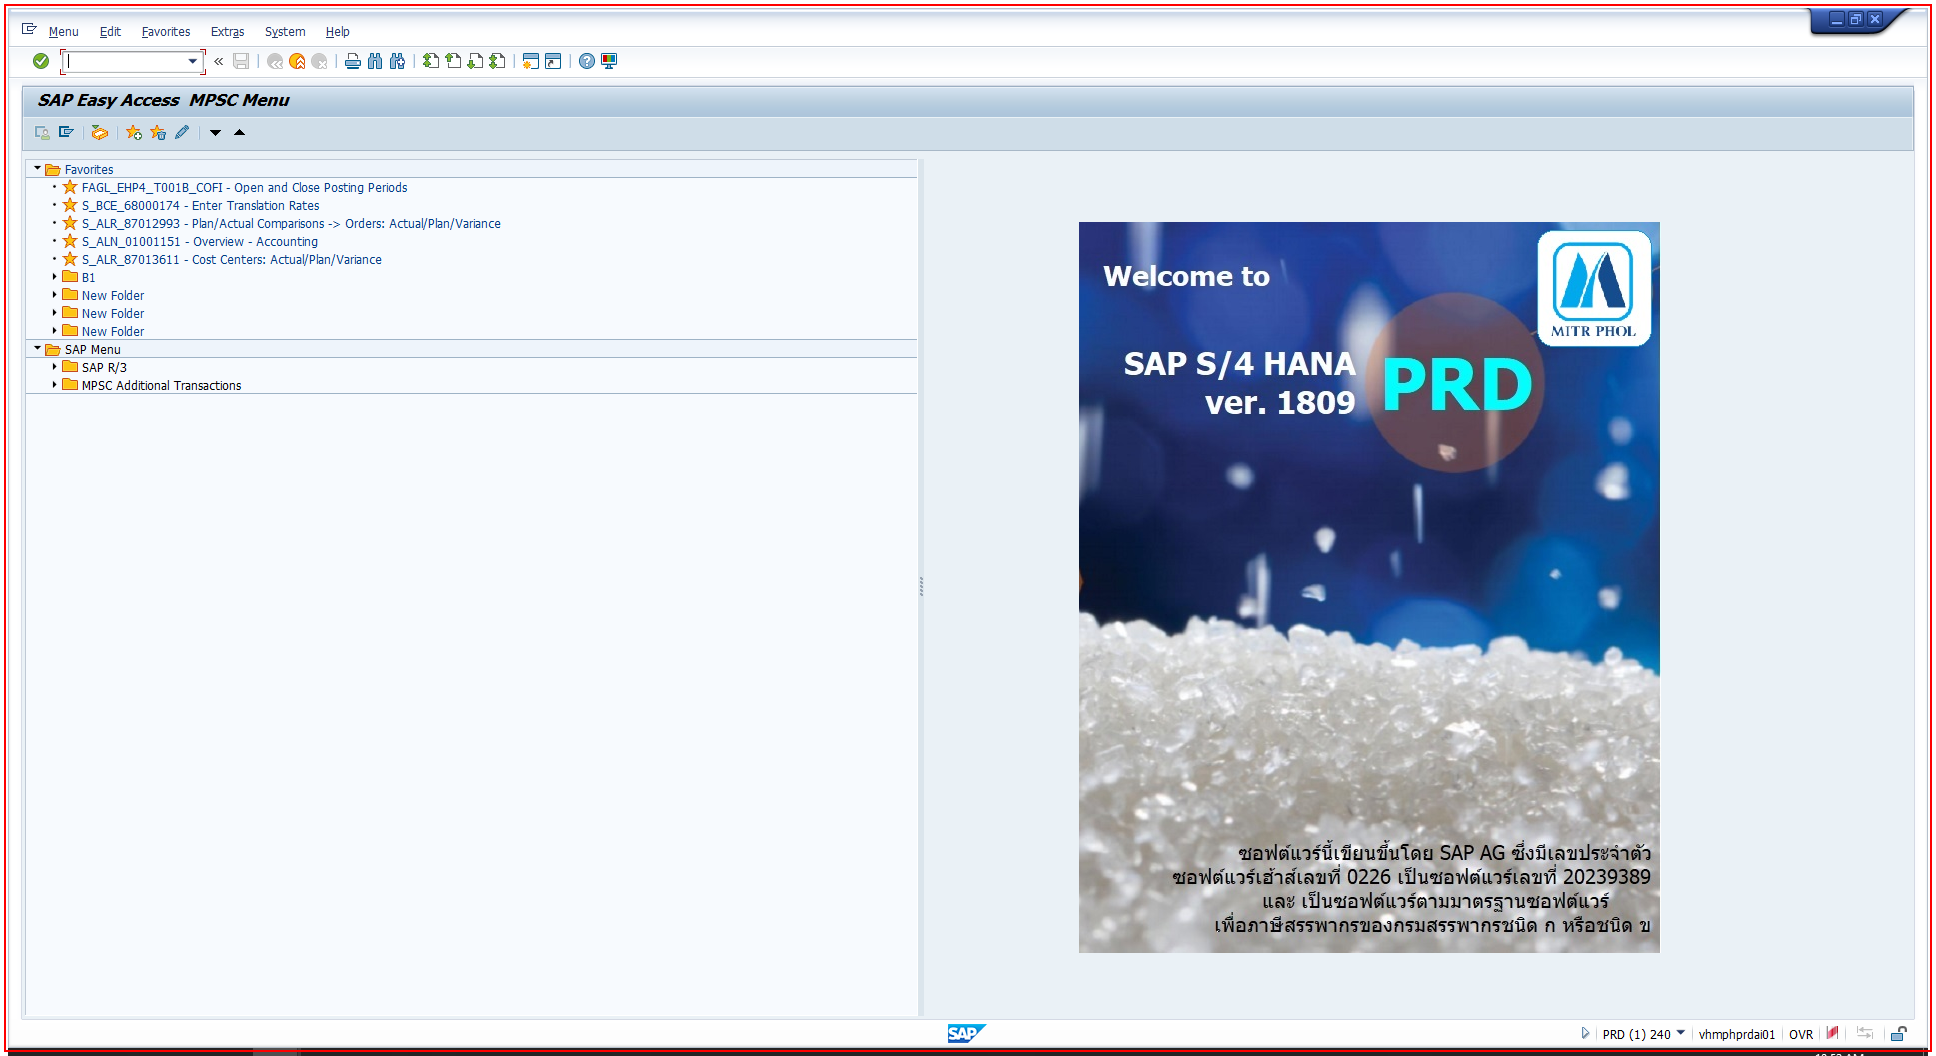 Menu Edit Favorites Extras System Help
SAP Easy Access MPSC Menu
Favorites
FAGL_EHP4_T001B_COFI - Open and Close Posting Periods
S_BCE_68000174 - Enter Translation Rates
S_ALR_87012993 - Plan/Actual Comparisons -> Orders: Actual/Plan/Variance
S_ALN_01001151 - Overview - Accounting
S_ALR_87013611 - Cost Centers: Actual/Plan/Variance
B1
New Folder
New Folder
New Folder
SAP Menu
SAP R/3
MPSC Additional Transactions
Welcome to
MITR PHOL
SAP S/4 HANA
ver. 1809
PRD
ซอฟต์แวร์นี้เขียนขึ้นโดย SAP AG ซึ่งมีเลขประจำตัว
ซอฟต์แวร์เฮ้าส์เลขที่ 0226 เป็นซอฟต์แวร์เลขที่ 20239389
และ เป็นซอฟต์แวร์ตามมาตรฐานซอฟต์แวร์
เพื่อภาษีสรรพากรของกรมสรรพากรชนิด ก หรือชนิด ข
SAP
PRD (1) 240 vhmphprdai01 OVR